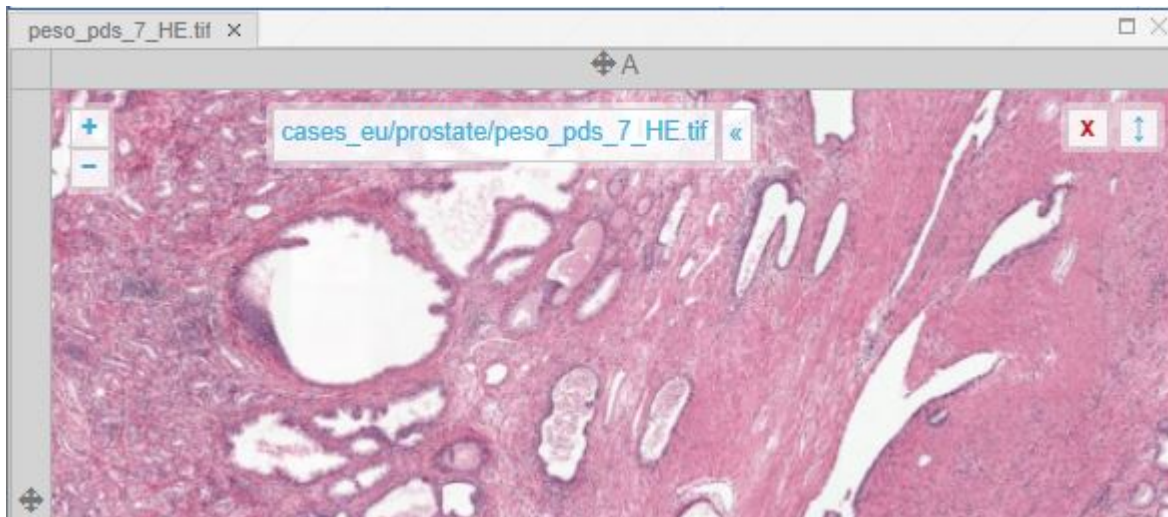 peso_pds_7_HE.tif ×
A
+ cases_eu/prostate/peso_pds_7_HE.tif « X
−